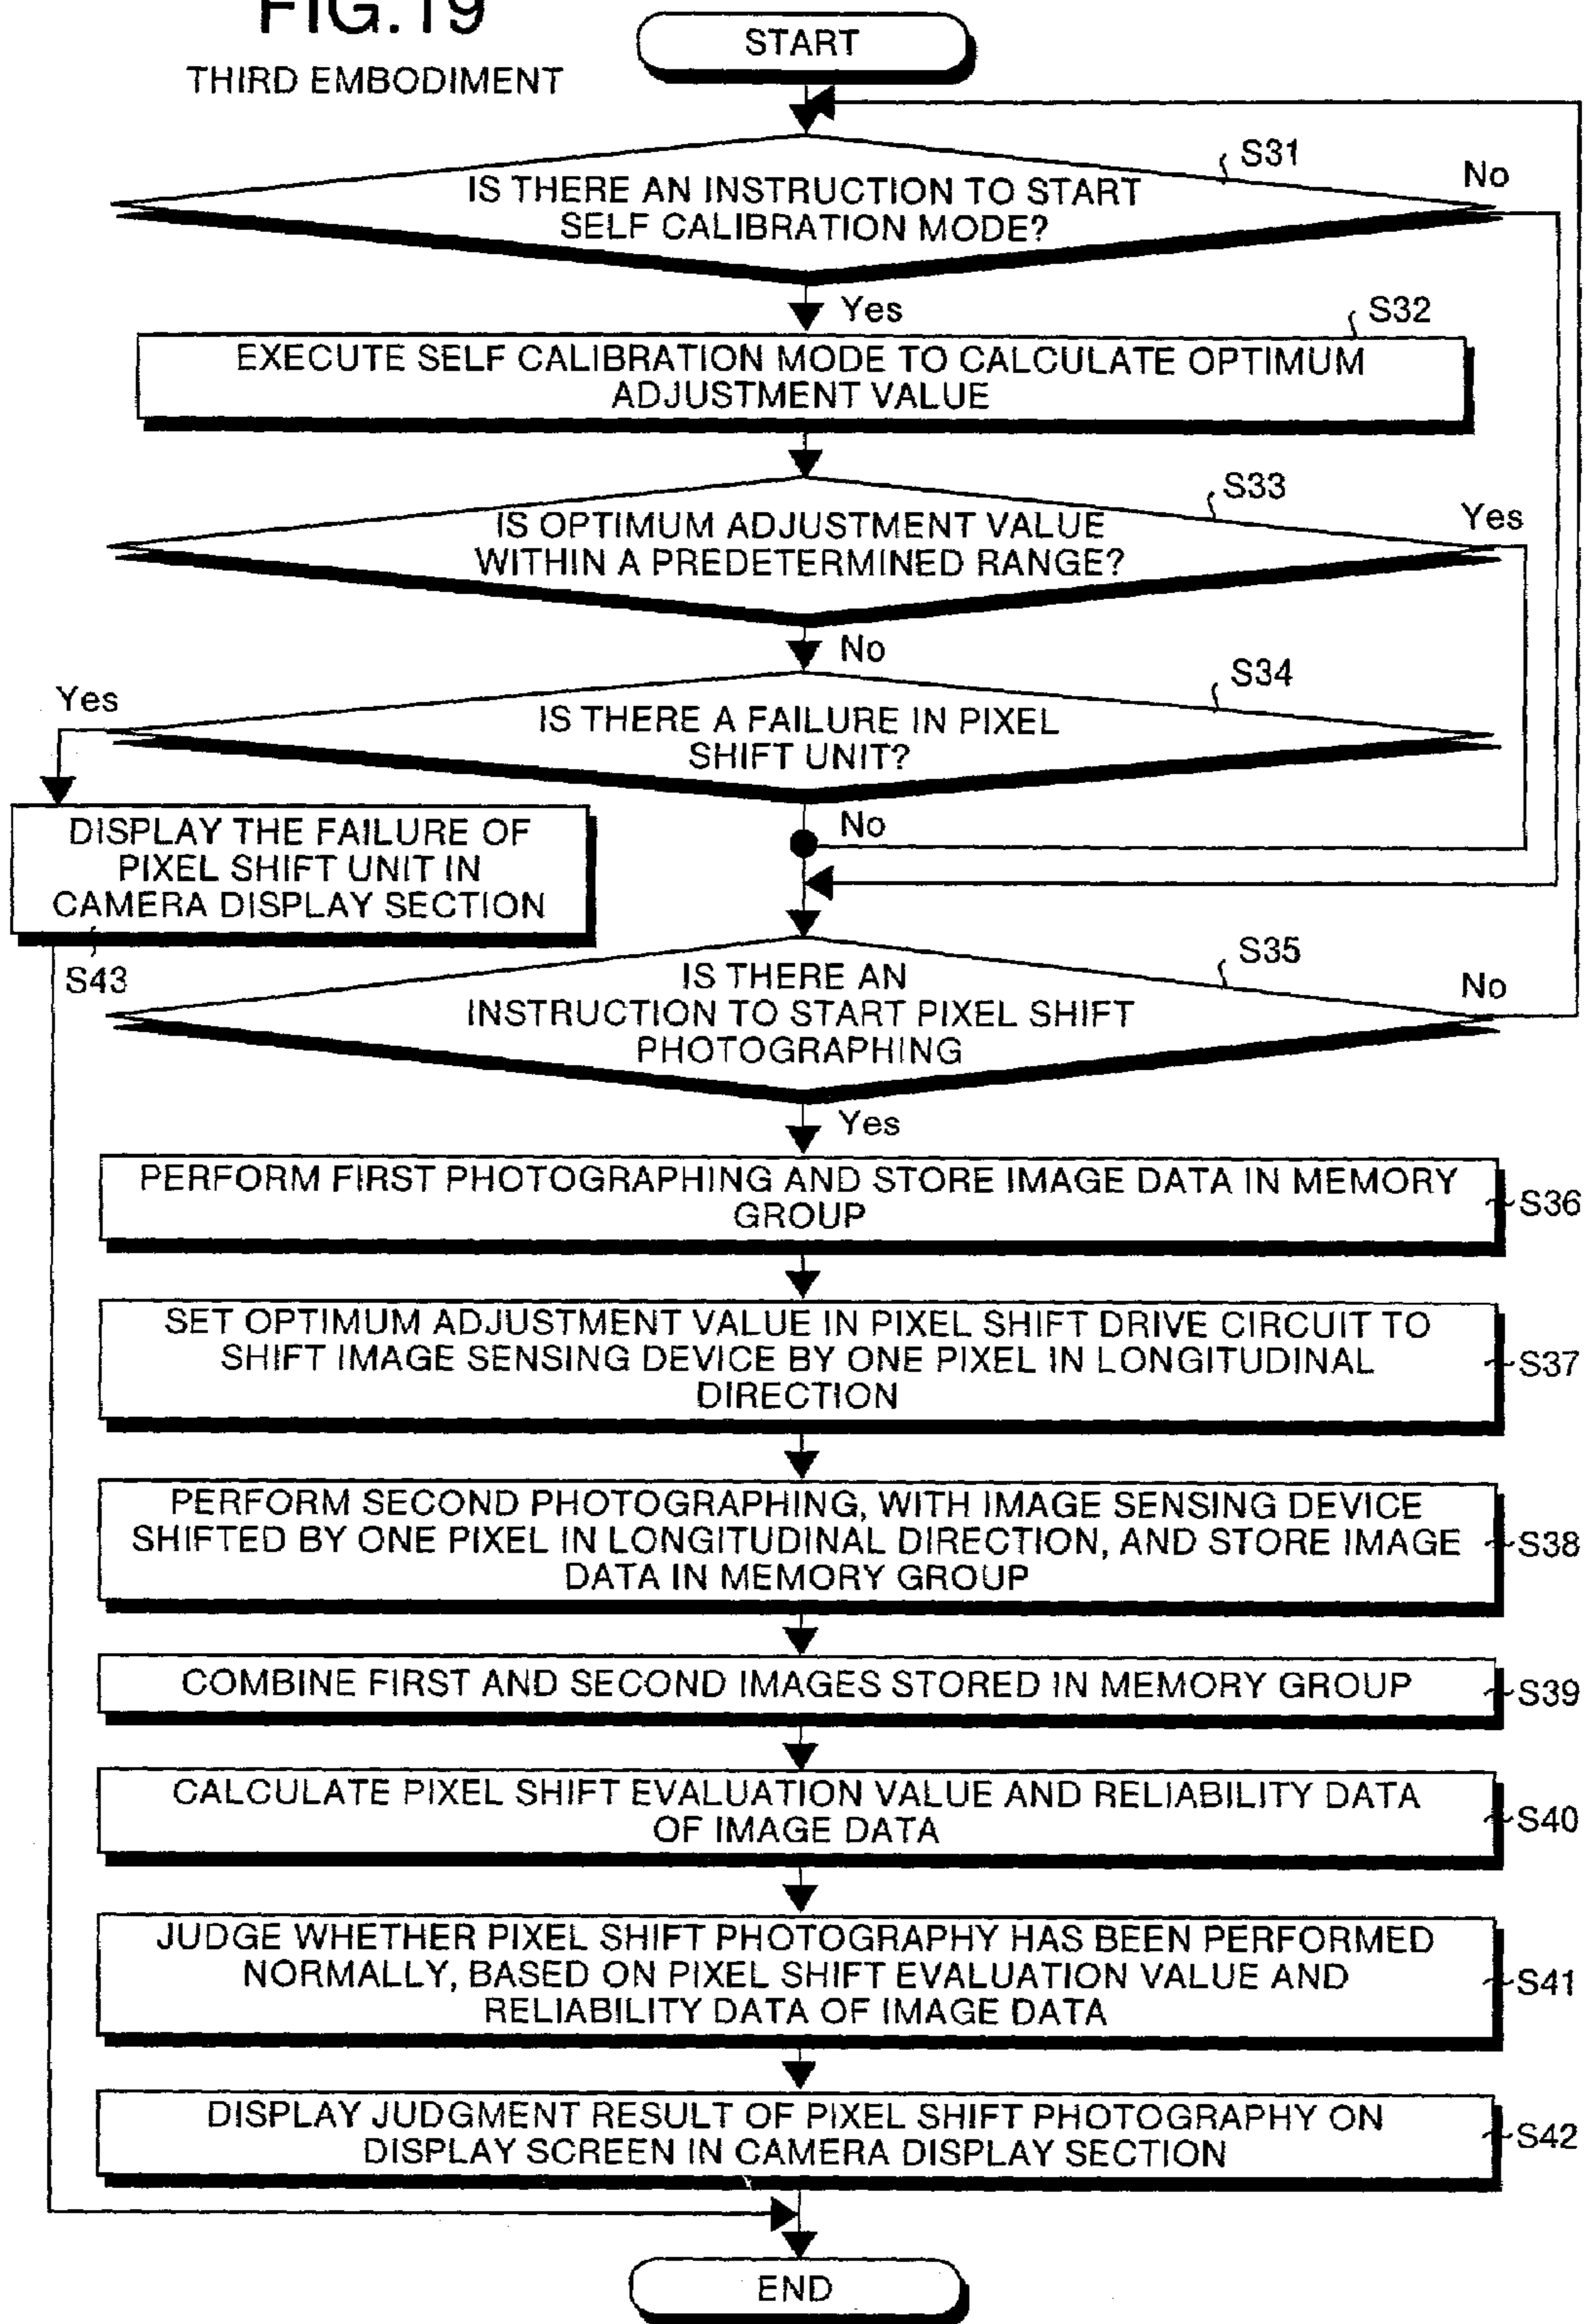 FIG.19
THIRD EMBODIMENT
START
S31
No
IS THERE AN INSTRUCTION TO START
SELF CALIBRATION MODE?
Yes
S32
EXECUTE SELF CALIBRATION MODE TO CALCULATE OPTIMUM
ADJUSTMENT VALUE
S33
Yes
IS OPTIMUM ADJUSTMENT VALUE
WITHIN A PREDETERMINED RANGE?
No
S34
Yes
IS THERE A FAILURE IN PIXEL
SHIFT UNIT?
No
DISPLAY THE FAILURE OF
PIXEL SHIFT UNIT IN
CAMERA DISPLAY SECTION
S43
S35
No
IS THERE AN
INSTRUCTION TO START PIXEL SHIFT
PHOTOGRAPHING
Yes
PERFORM FIRST PHOTOGRAPHING AND STORE IMAGE DATA IN MEMORY
GROUP
S36
SET OPTIMUM ADJUSTMENT VALUE IN PIXEL SHIFT DRIVE CIRCUIT TO
SHIFT IMAGE SENSING DEVICE BY ONE PIXEL IN LONGITUDINAL
DIRECTION
S37
PERFORM SECOND PHOTOGRAPHING, WITH IMAGE SENSING DEVICE
SHIFTED BY ONE PIXEL IN LONGITUDINAL DIRECTION, AND STORE IMAGE
DATA IN MEMORY GROUP
S38
COMBINE FIRST AND SECOND IMAGES STORED IN MEMORY GROUP
S39
CALCULATE PIXEL SHIFT EVALUATION VALUE AND RELIABILITY DATA
OF IMAGE DATA
S40
JUDGE WHETHER PIXEL SHIFT PHOTOGRAPHY HAS BEEN PERFORMED
NORMALLY, BASED ON PIXEL SHIFT EVALUATION VALUE AND
RELIABILITY DATA OF IMAGE DATA
S41
DISPLAY JUDGMENT RESULT OF PIXEL SHIFT PHOTOGRAPHY ON
DISPLAY SCREEN IN CAMERA DISPLAY SECTION
S42
END